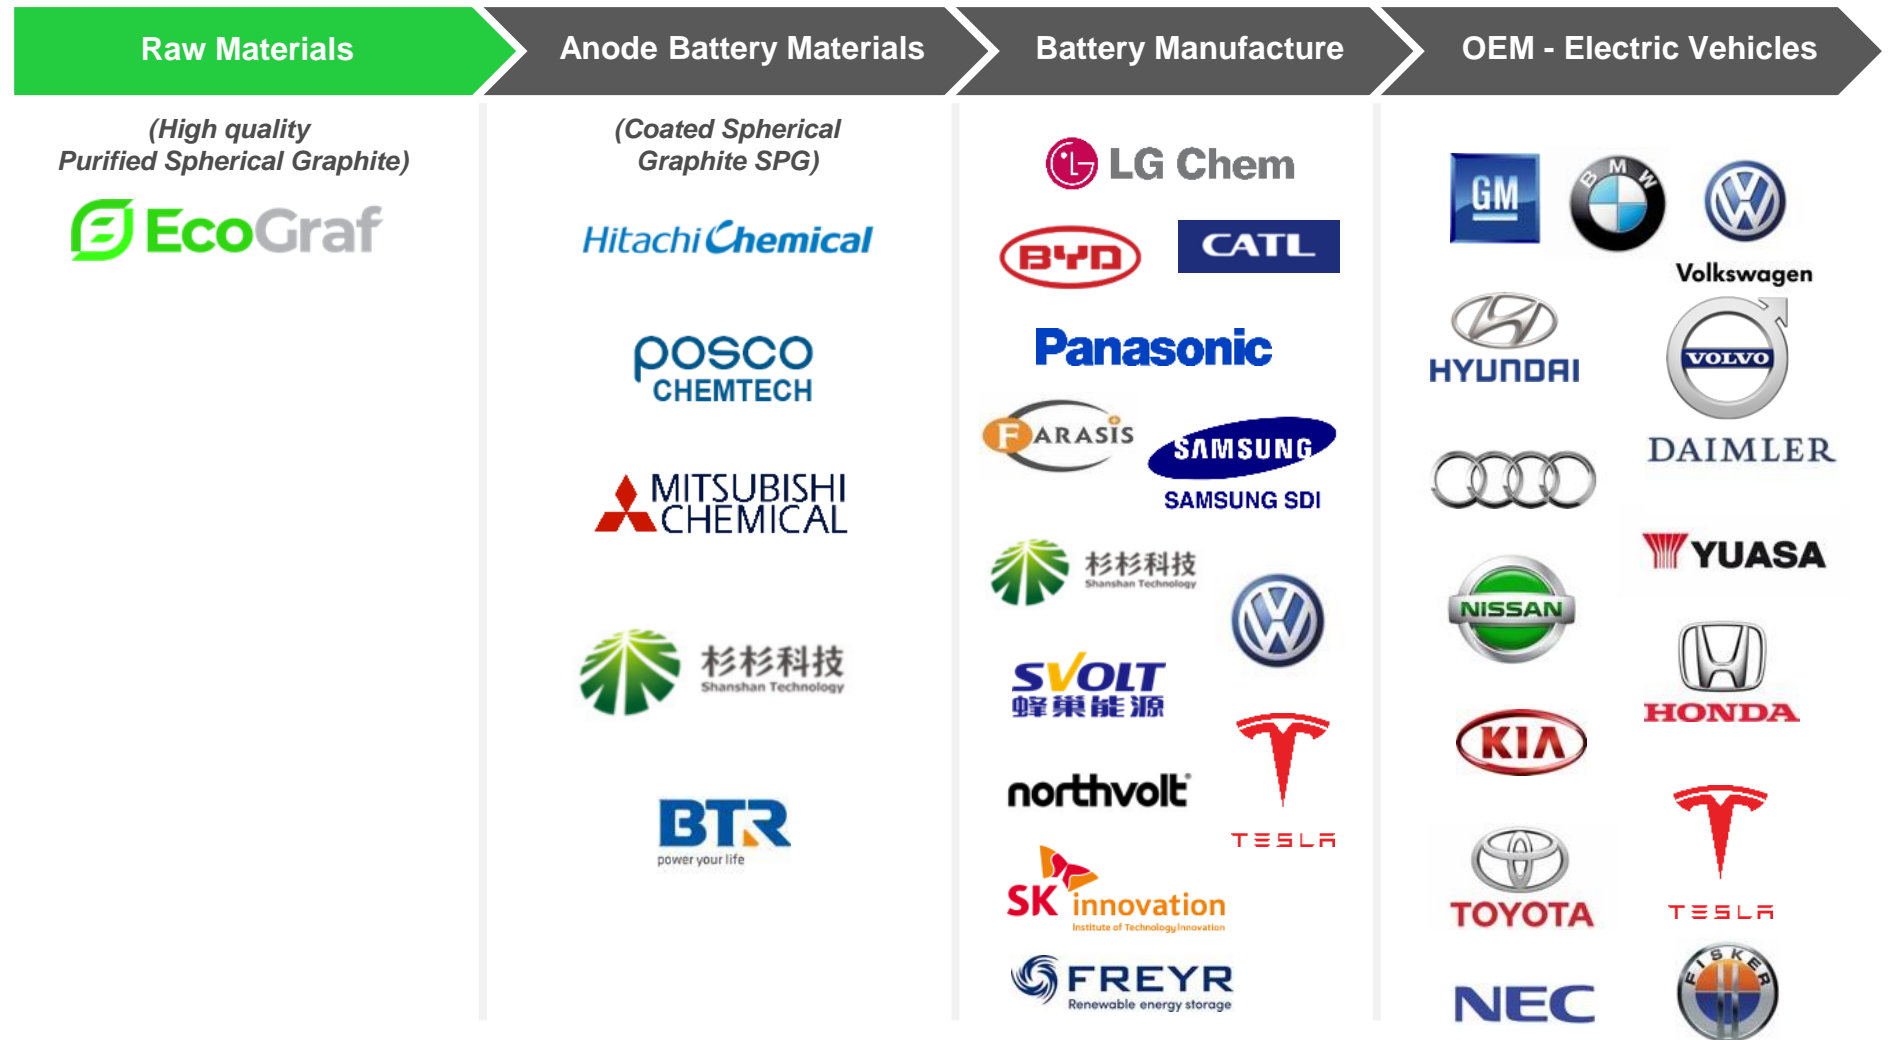 Raw Materials
Anode Battery Materials
Battery Manufacture
OEM - Electric Vehicles
(High quality
Purified Spherical Graphite)
EcoGraf
(Coated Spherical
Graphite SPG)
Hitachi Chemical
posco
CHEMTECH
MITSUBISHI
CHEMICAL
杉杉科技
Shanshan Technology
BTR
power your life
LG Chem
BYD
CATL
Panasonic
FARASIS
SAMSUNG
SAMSUNG SDI
杉杉科技
Shanshan Technology
VW
SVOLT
蜂巢能源
TESLA
northvolt
SK innovation
Institute of Technology Innovation
FREYR
Renewable energy storage
GM
BMW
VW
Volkswagen
HYUNDAI
VOLVO
DAIMLER
YUASA
NISSAN
HONDA
KIA
TESLA
TOYOTA
NEC
FISKER